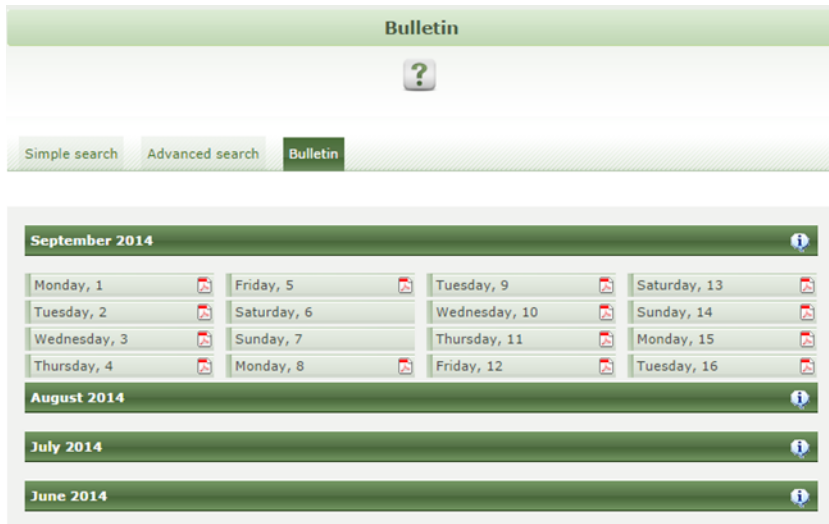 Bulletin
?
Simple search Advanced search Bulletin
September 2014
Monday, 1 Friday, 5 Tuesday, 9 Saturday, 13
Tuesday, 2 Saturday, 6 Wednesday, 10 Sunday, 14
Wednesday, 3 Sunday, 7 Thursday, 11 Monday, 15
Thursday, 4 Monday, 8 Friday, 12 Tuesday, 16
August 2014
July 2014
June 2014